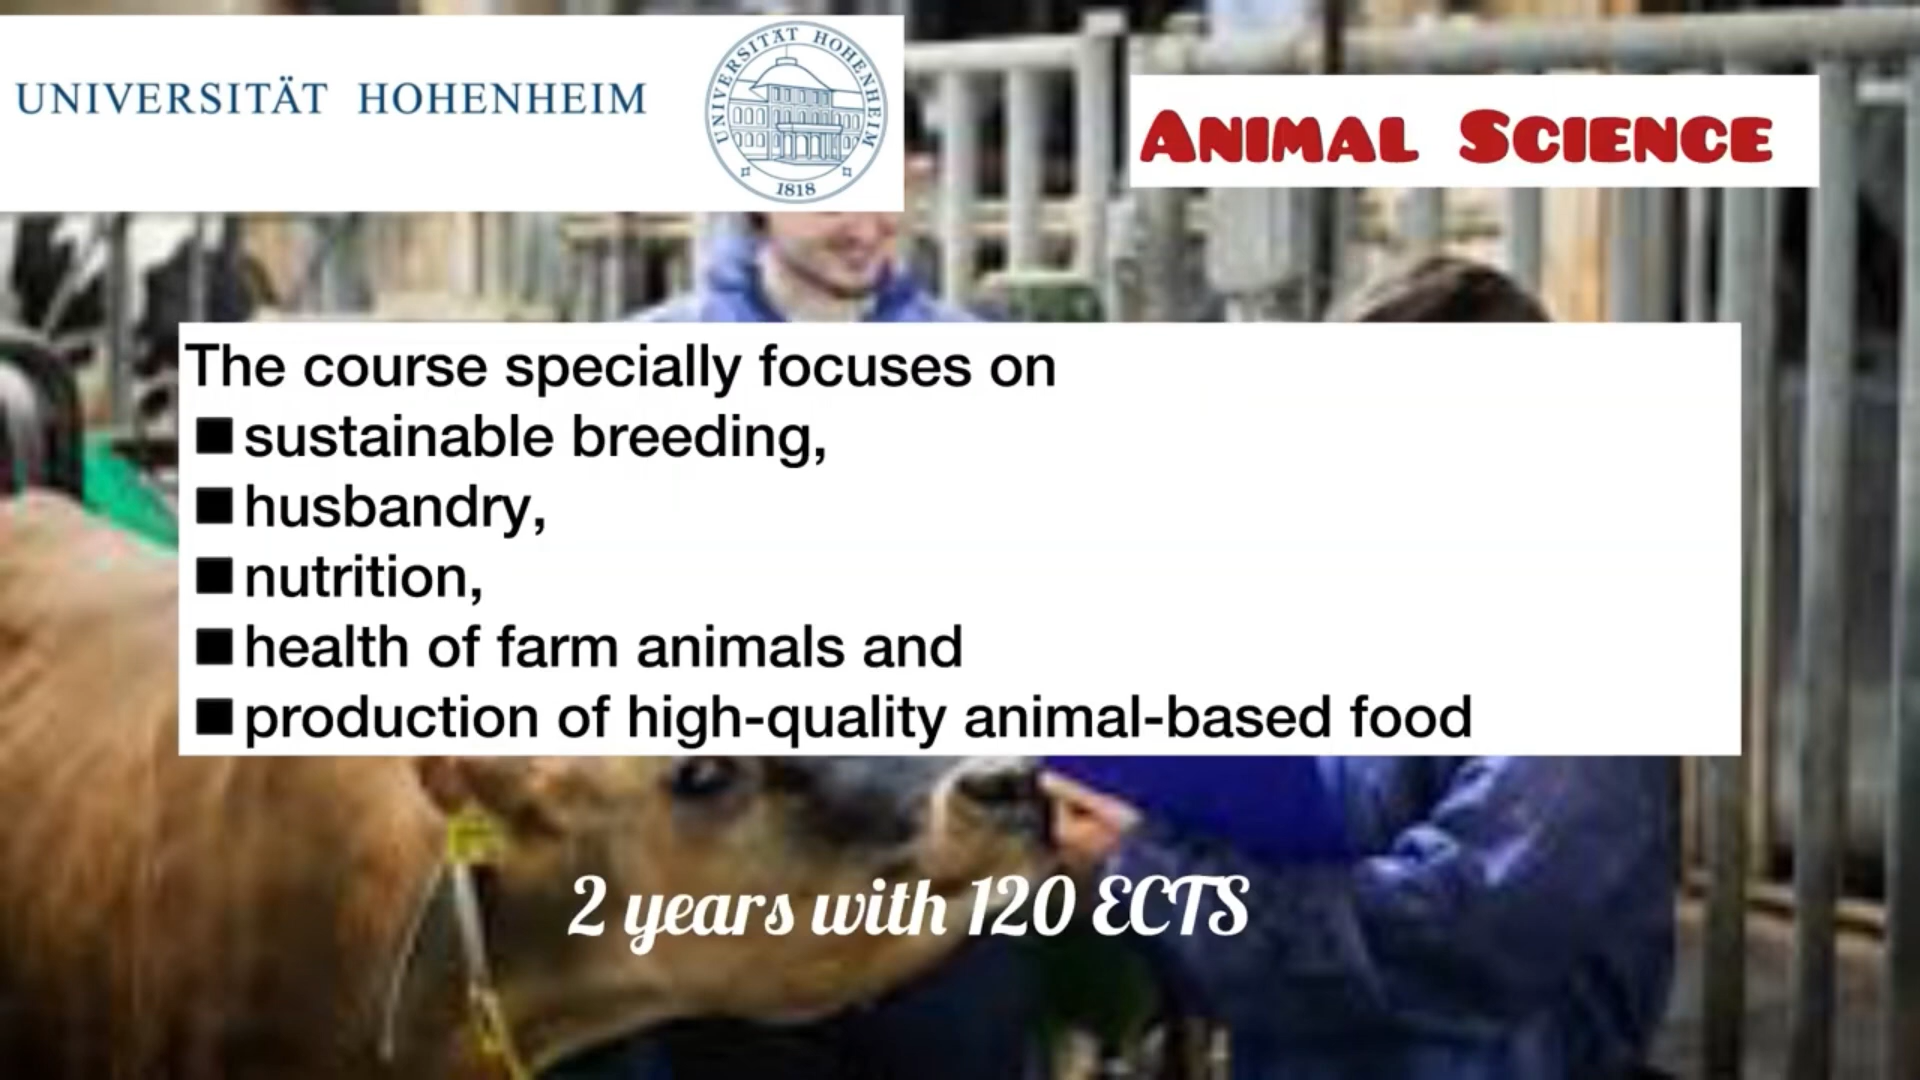 UNIVERSITÄT HOHENHEIM
UNIVERSITÄT HOHENHEIM
1818
ANIMAL SCIENCE
The course specially focuses on
■ sustainable breeding,
■ husbandry,
■ nutrition,
■ health of farm animals and
■ production of high-quality animal-based food
2 years with 120 ECTS